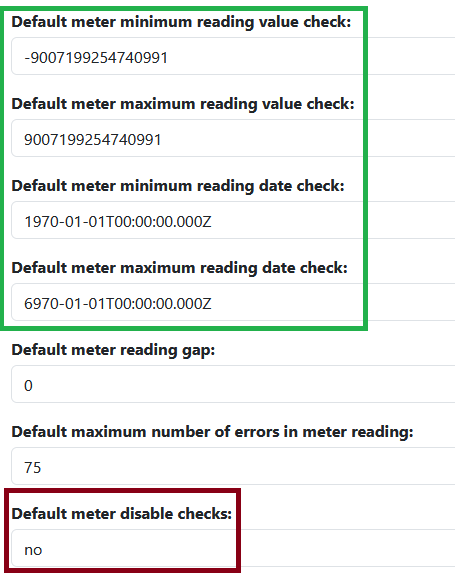 Default meter minimum reading value check:
-9007199254740991
Default meter maximum reading value check:
9007199254740991
Default meter minimum reading date check:
1970-01-01T00:00:00.000Z
Default meter maximum reading date check:
6970-01-01T00:00:00.000Z
Default meter reading gap:
0
Default maximum number of errors in meter reading:
75
Default meter disable checks:
no